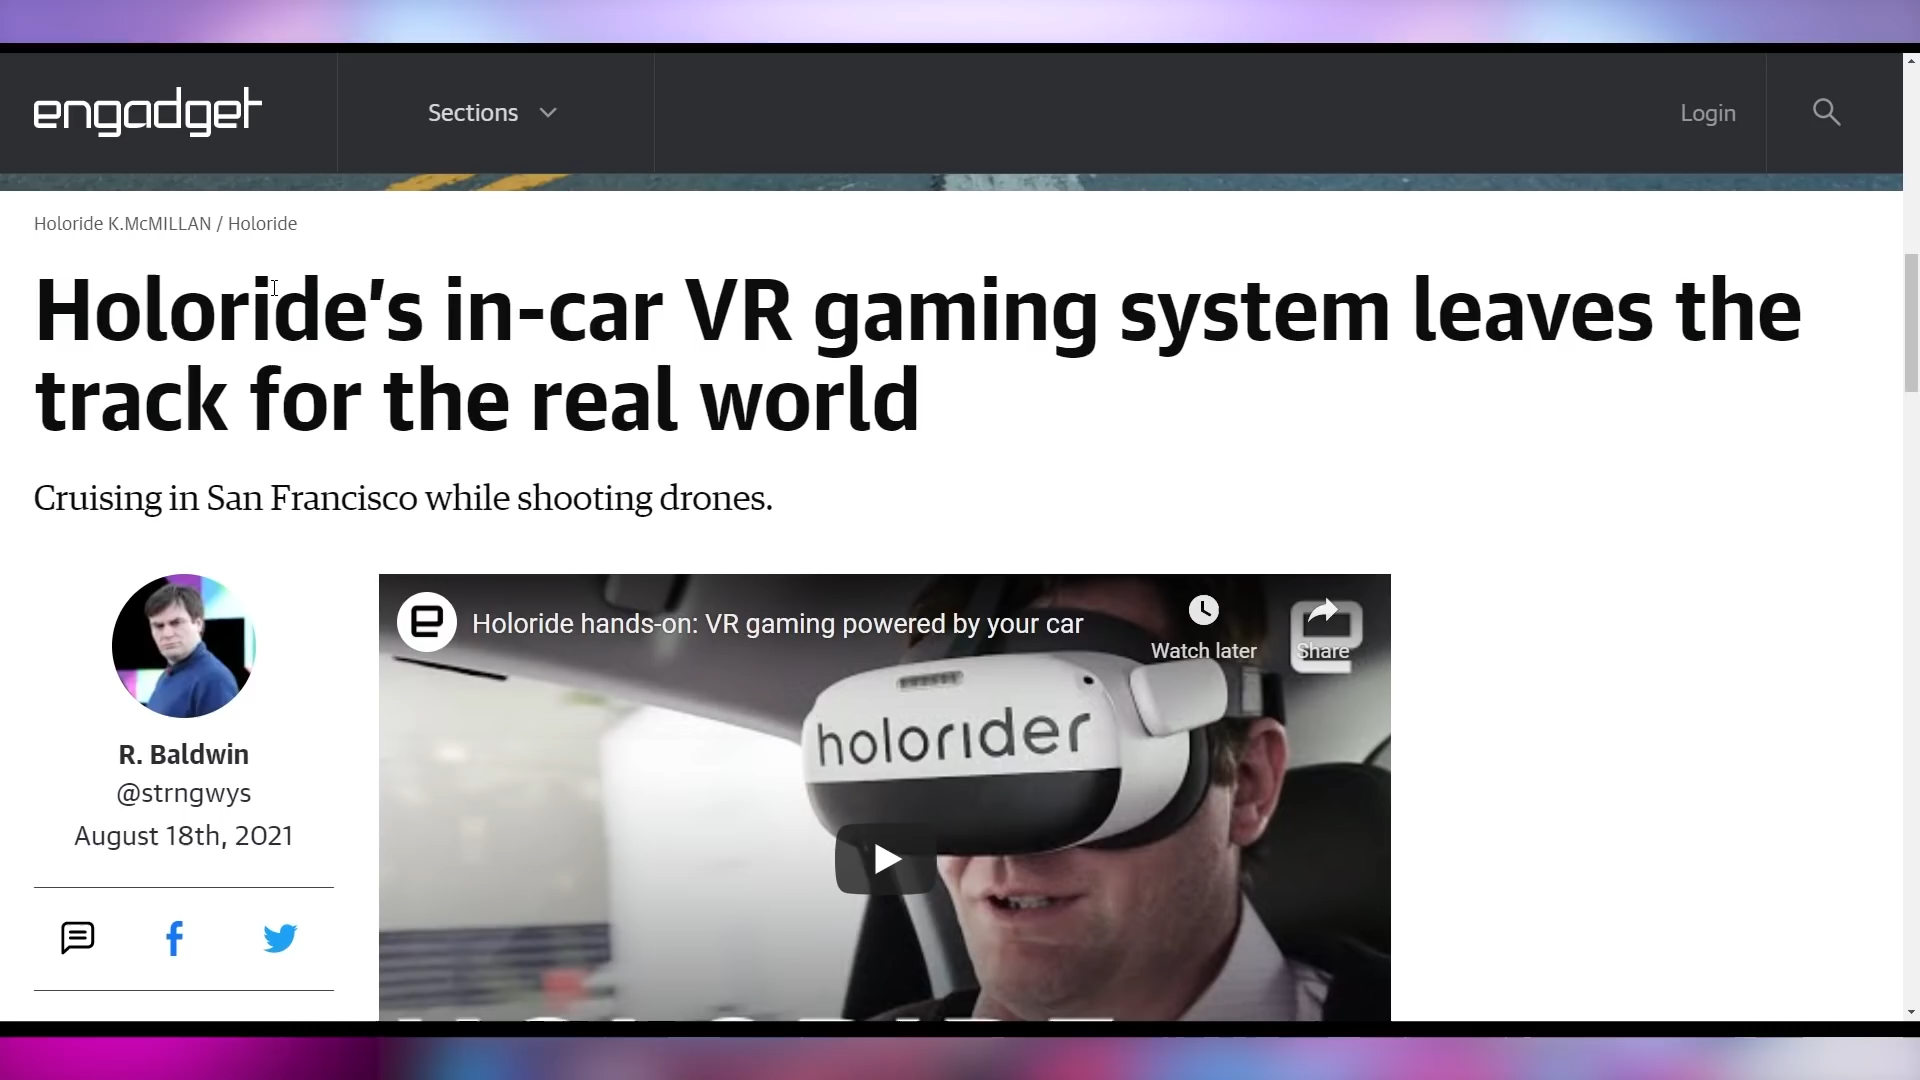 engadget
Sections
Login
Holoride K.McMILLAN / Holoride
Holoride's in-car VR gaming system leaves the
track for the real world
Cruising in San Francisco while shooting drones.
R. Baldwin
@strngwys
August 18th, 2021
Holoride hands-on: VR gaming powered by your car
Watch later
Share
holorider